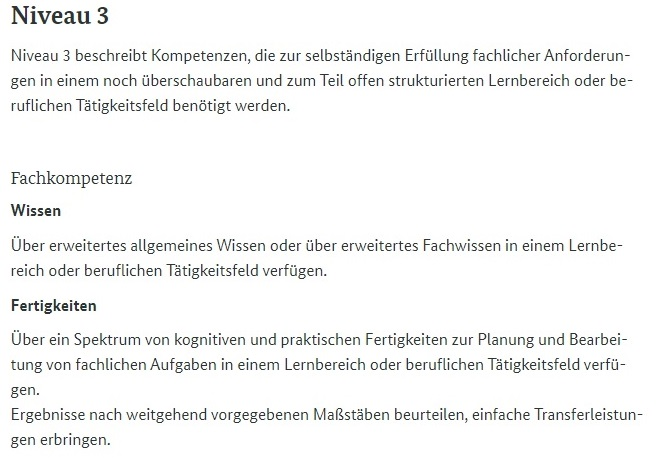 Niveau 3
Niveau 3 beschreibt Kompetenzen, die zur selbständigen Erfüllung fachlicher Anforderun-
gen in einem noch überschaubaren und zum Teil offen strukturierten Lernbereich oder be-
ruflichen Tätigkeitsfeld benötigt werden.
Fachkompetenz
Wissen
Über erweitertes allgemeines Wissen oder über erweitertes Fachwissen in einem Lernbe-
reich oder beruflichen Tätigkeitsfeld verfügen.
Fertigkeiten
Über ein Spektrum von kognitiven und praktischen Fertigkeiten zur Planung und Bearbei-
tung von fachlichen Aufgaben in einem Lernbereich oder beruflichen Tätigkeitsfeld verfü-
gen.
Ergebnisse nach weitgehend vorgegebenen Maßstäben beurteilen, einfache Transferleistun-
gen erbringen.